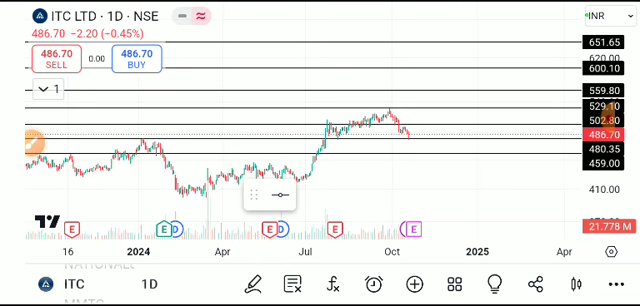 ITC LTD · 1D · NSE
INR
486.70 −2.20 (−0.45%)
486.70
SELL
0.00
486.70
BUY
1
651.65
620.00
600.10
559.80
529.10
502.80
486.70
480.35
459.00
410.00
21.778 M
E
E
D
E
D
E
E
16
2024
Apr
Jul
Oct
2025
Apr
ITC
1D